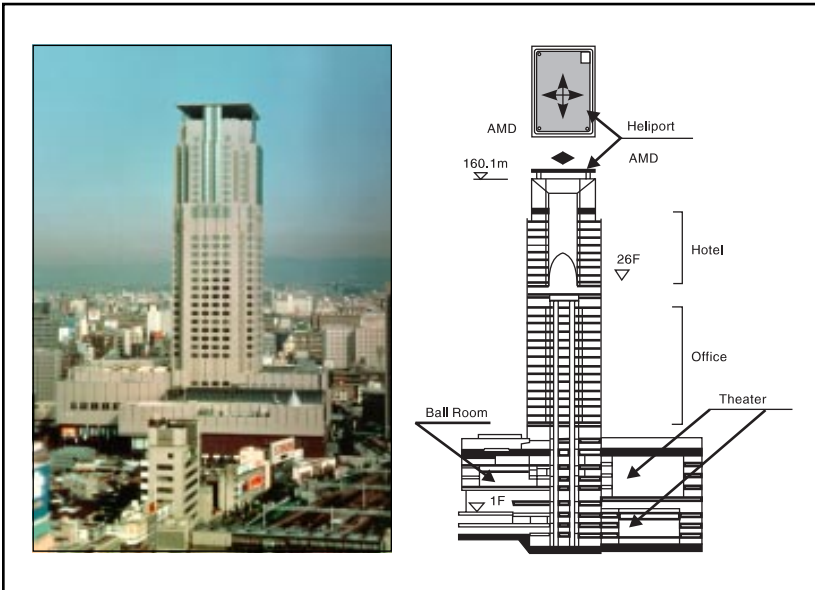 AMD
Heliport
AMD
160.1m
Hotel
26F
Office
Theater
Ball Room
1F